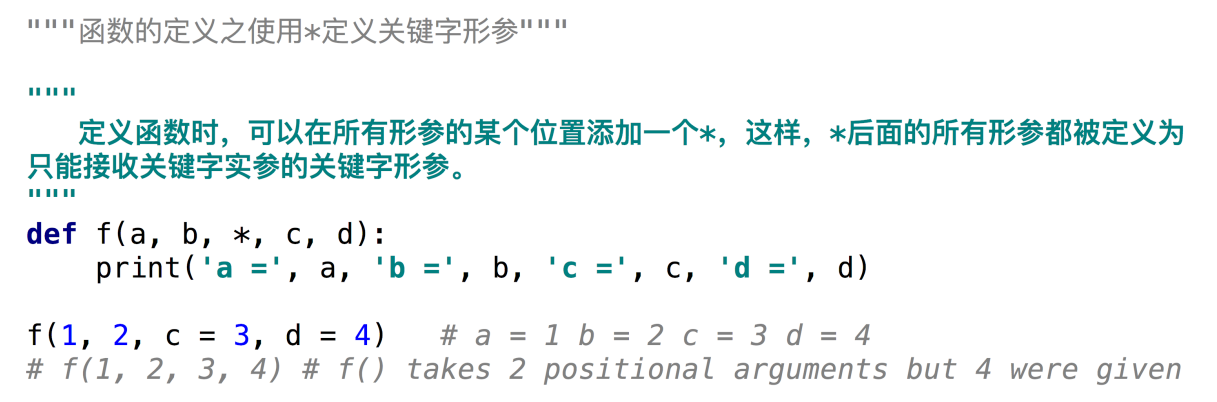 """函数的定义之使用*定义关键字形参"""
"""
定义函数时，可以在所有形参的某个位置添加一个*，这样，*后面的所有形参都被定义为
只能接收关键字实参的关键字形参。
"""
def f(a, b, *, c, d):
    print('a =', a, 'b =', b, 'c =', c, 'd =', d)
f(1, 2, c = 3, d = 4)   # a = 1 b = 2 c = 3 d = 4
# f(1, 2, 3, 4) # f() takes 2 positional arguments but 4 were given